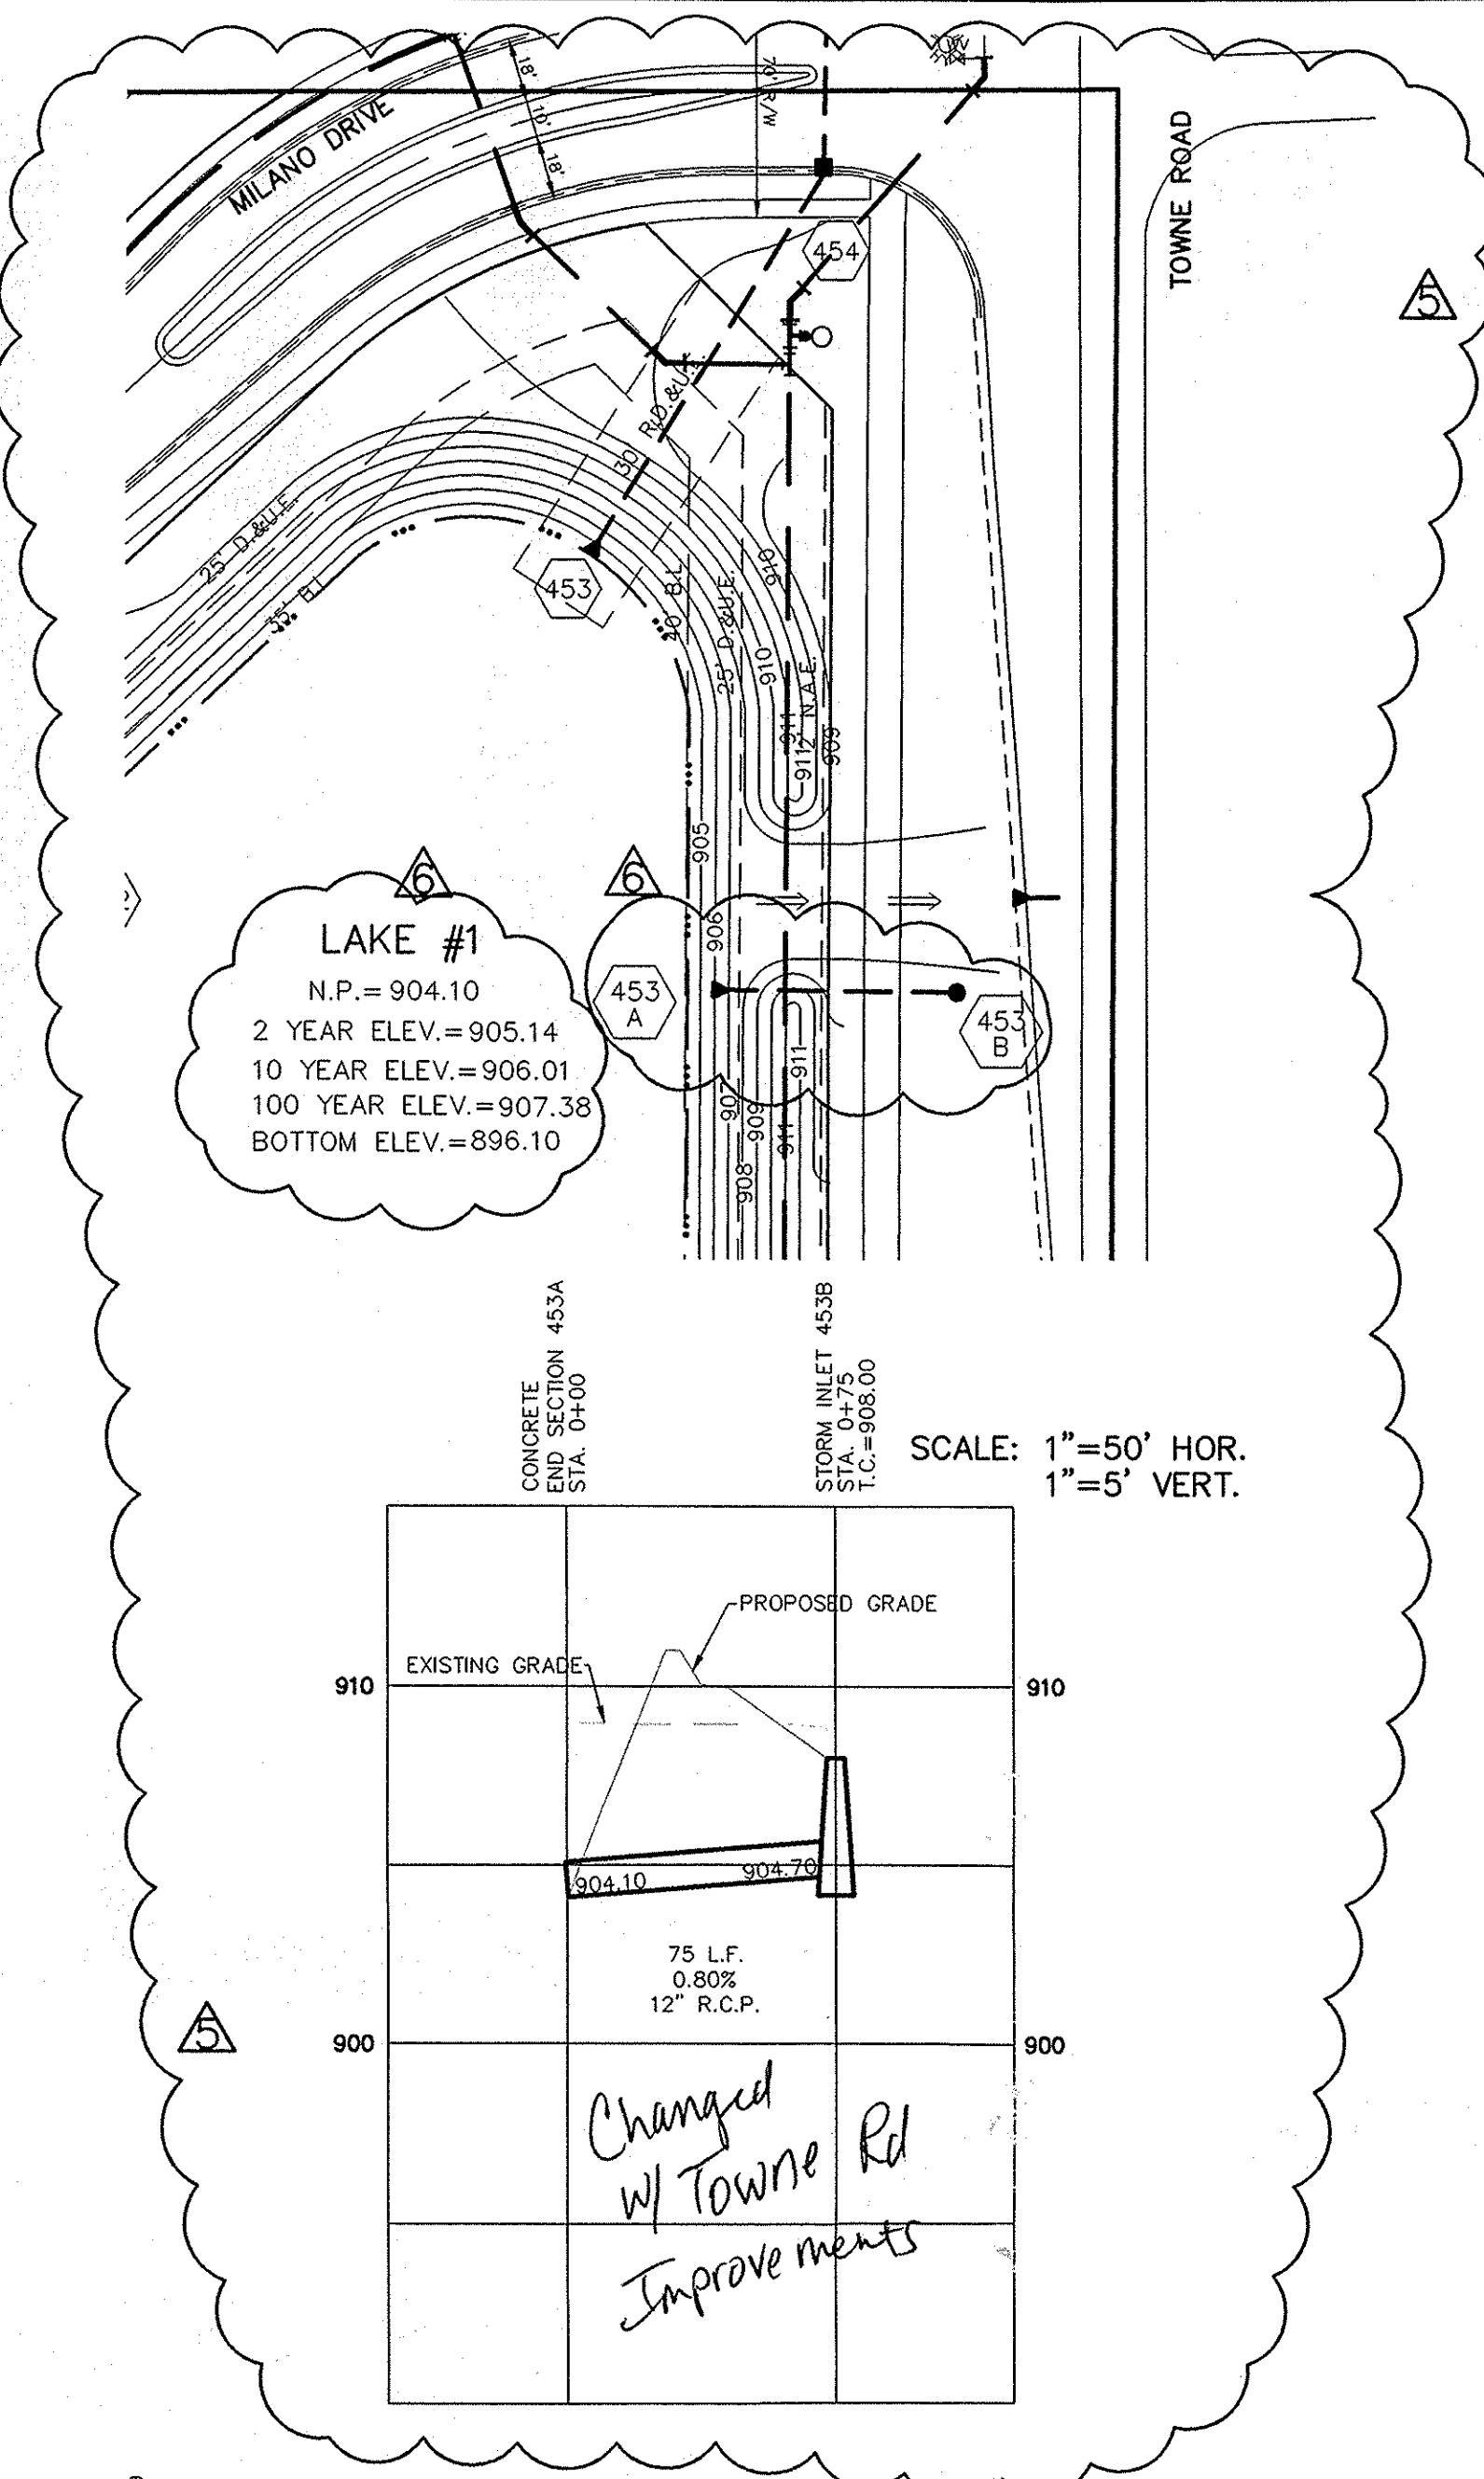 18'
10'
18'
70' R/W
MILANO DRIVE
TOWNE ROAD
454
5
30' R.D.&U.E.
25' D.&U.E.
35' B.L
453
40' B.L
25' D.&U.E.
910
910
911
912' N.A.E.
909
905
6
6
906
LAKE #1
N.P.= 904.10
2 YEAR ELEV.=905.14
10 YEAR ELEV.=906.01
100 YEAR ELEV.=907.38
BOTTOM ELEV.=896.10
453
A
453
B
907
909
911
911
908
CONCRETE
END SECTION 453A
STA. 0+00
STORM INLET 453B
STA. 0+75
T.C.=908.00
SCALE: 1"=50' HOR.
1"=5' VERT.
PROPOSED GRADE
EXISTING GRADE
910
910
904.10
904.70
75 L.F.
0.80%
12" R.C.P.
5
900
900
Changed
w/ Towne Rd
Improvements